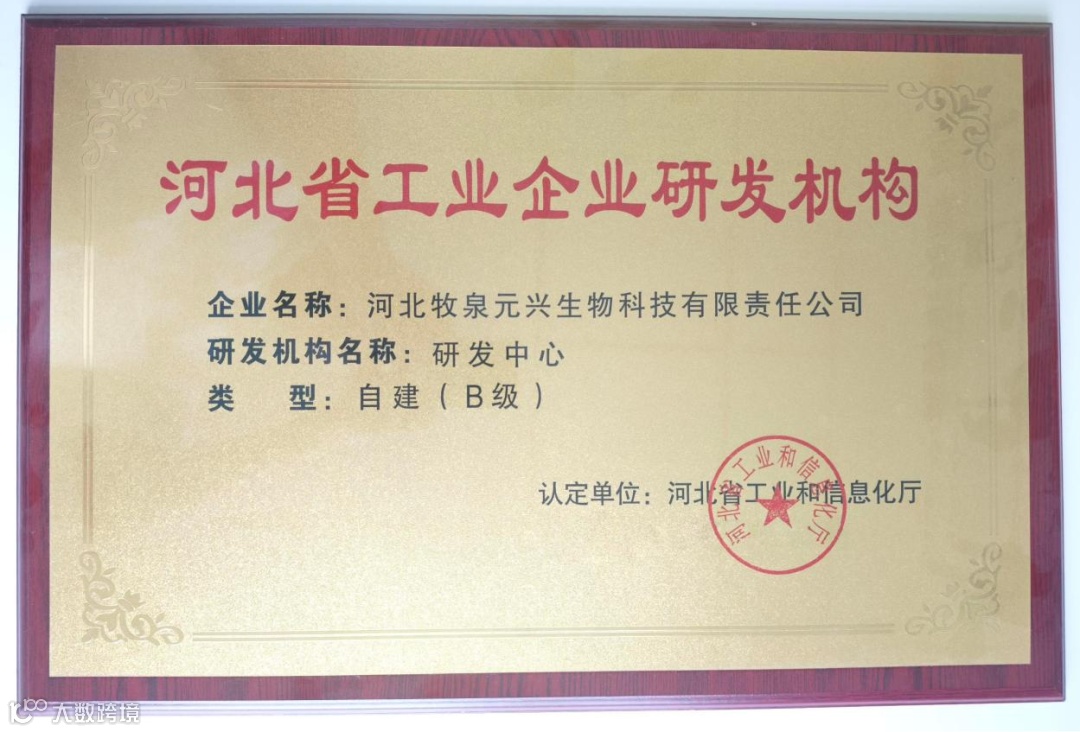 河北省工业企业研发机构
企业名称：河北牧泉元兴生物科技有限责任公司
研发机构名称：研发中心
类 型：自建（B级）
认定单位：河北省工业和信息化厅
河北省工业和信息化厅
大数跨境